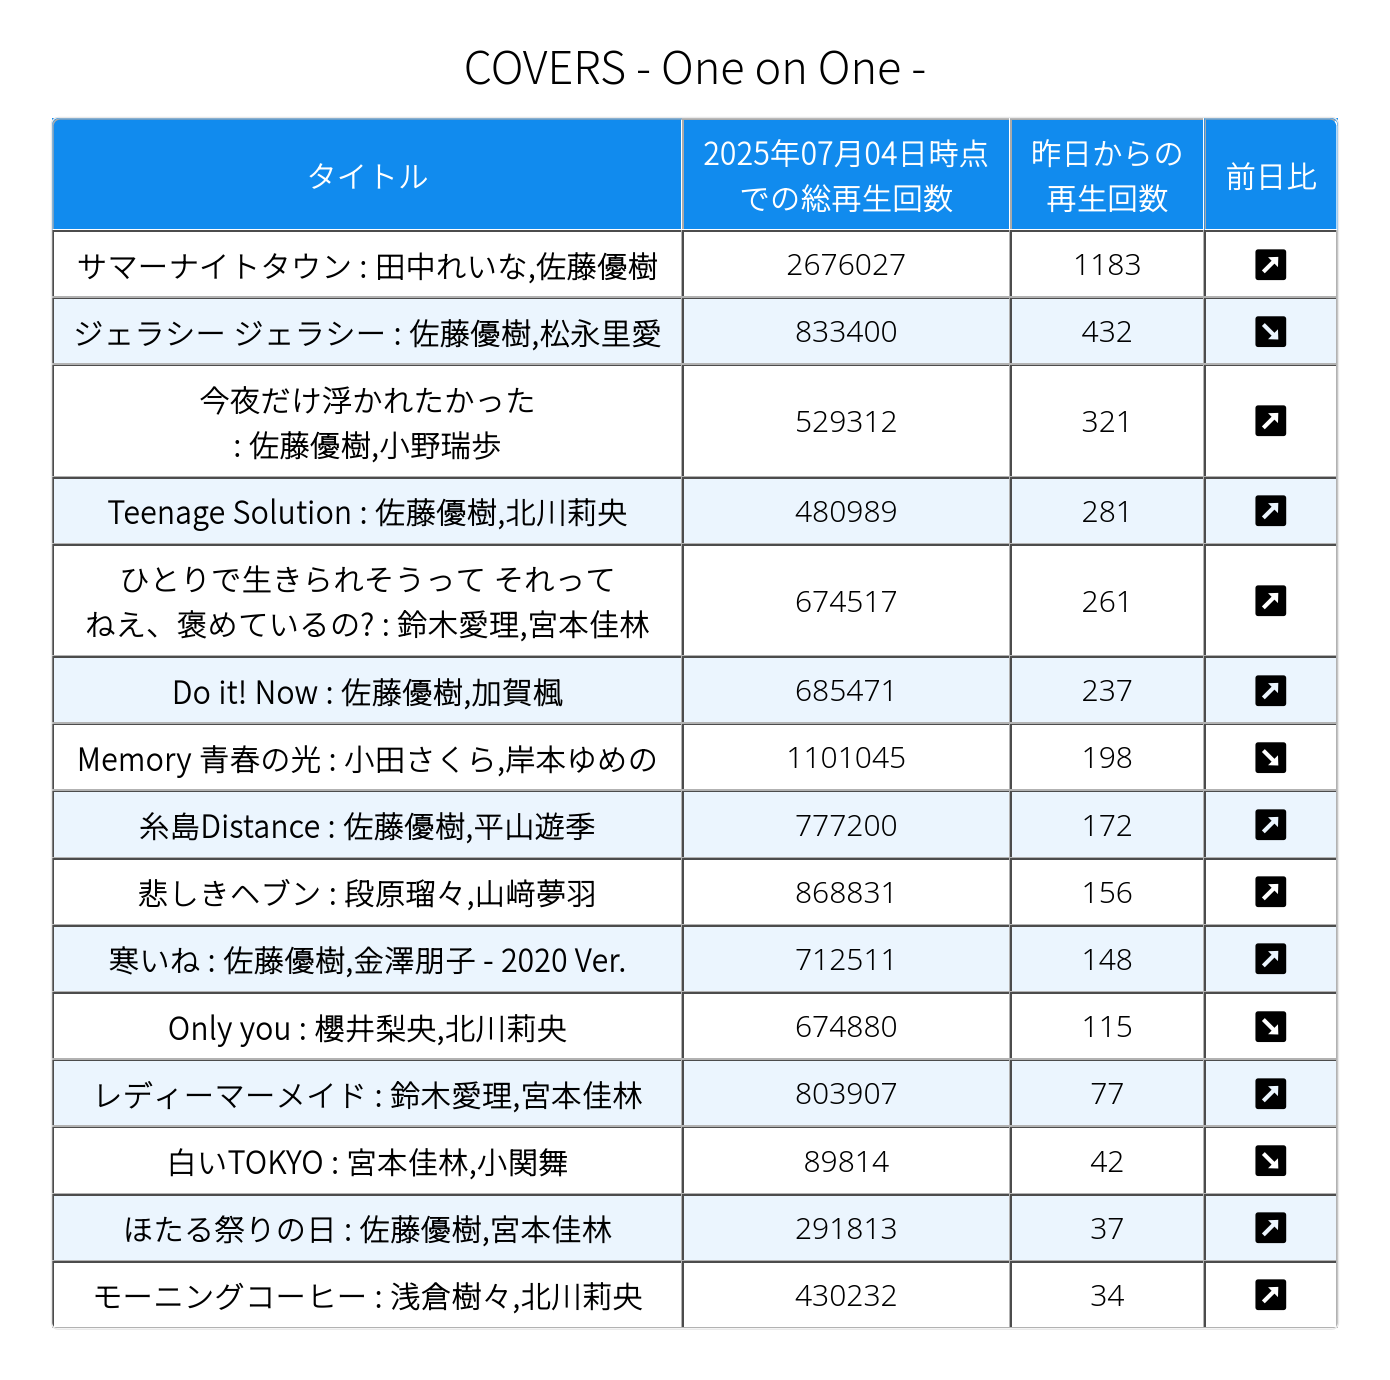 COVERS - One on One -
タイトル
2025年07月04日時点
での総再生回数
昨日からの
再生回数
前日比
サマーナイトタウン : 田中れいな,佐藤優樹 2676027 1183
ジェラシー ジェラシー : 佐藤優樹,松永里愛 833400 432
今夜だけ浮かれたかった
: 佐藤優樹,小野瑞歩 529312 321
Teenage Solution : 佐藤優樹,北川莉央 480989 281
ひとりで生きられそうって それって
ねえ、褒めているの? : 鈴木愛理,宮本佳林 674517 261
Do it! Now : 佐藤優樹,加賀楓 685471 237
Memory 青春の光 : 小田さくら,岸本ゆめの 1101045 198
糸島Distance : 佐藤優樹,平山遊季 777200 172
悲しきヘブン : 段原瑠々,山﨑夢羽 868831 156
寒いね : 佐藤優樹,金澤朋子 - 2020 Ver. 712511 148
Only you : 櫻井梨央,北川莉央 674880 115
レディーマーメイド : 鈴木愛理,宮本佳林 803907 77
白いTOKYO : 宮本佳林,小関舞 89814 42
ほたる祭りの日 : 佐藤優樹,宮本佳林 291813 37
モーニングコーヒー : 浅倉樹々,北川莉央 430232 34